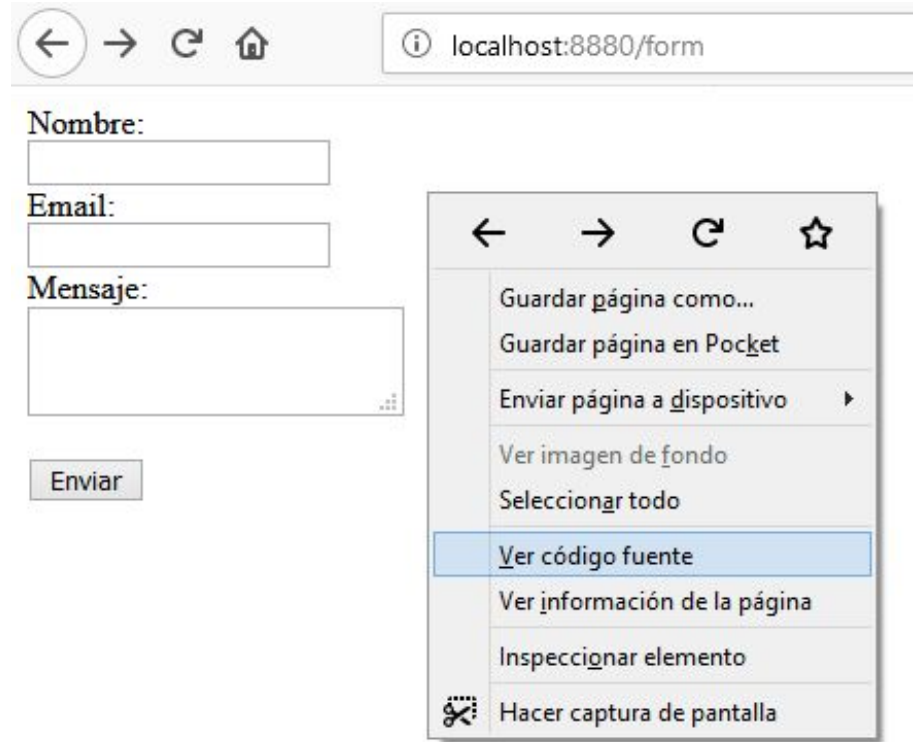 localhost:8880/form
Nombre:
Email:
Mensaje:
Enviar
Guardar página como...
Guardar página en Pocket
Enviar página a dispositivo
Ver imagen de fondo
Seleccionar todo
Ver código fuente
Ver información de la página
Inspeccionar elemento
Hacer captura de pantalla